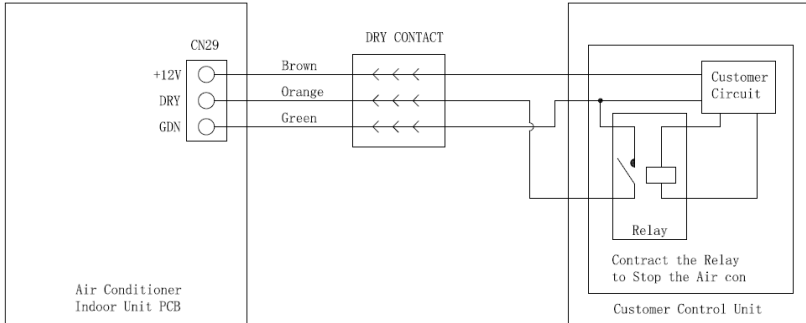 CN29
DRY CONTACT
+12V
Brown
DRY
Orange
GDN
Green
Customer
Circuit
Relay
Contract the Relay
to Stop the Air con
Air Conditioner
Indoor Unit PCB
Customer Control Unit